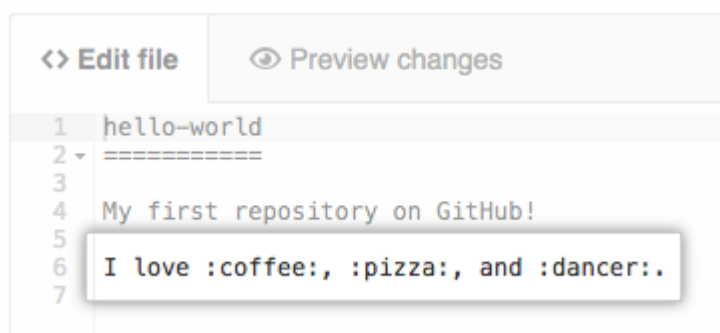 <> Edit file
Preview changes
1 hello-world
2 ===========
3
4 My first repository on GitHub!
5
6 I love :coffee:, :pizza:, and :dancer:.
7